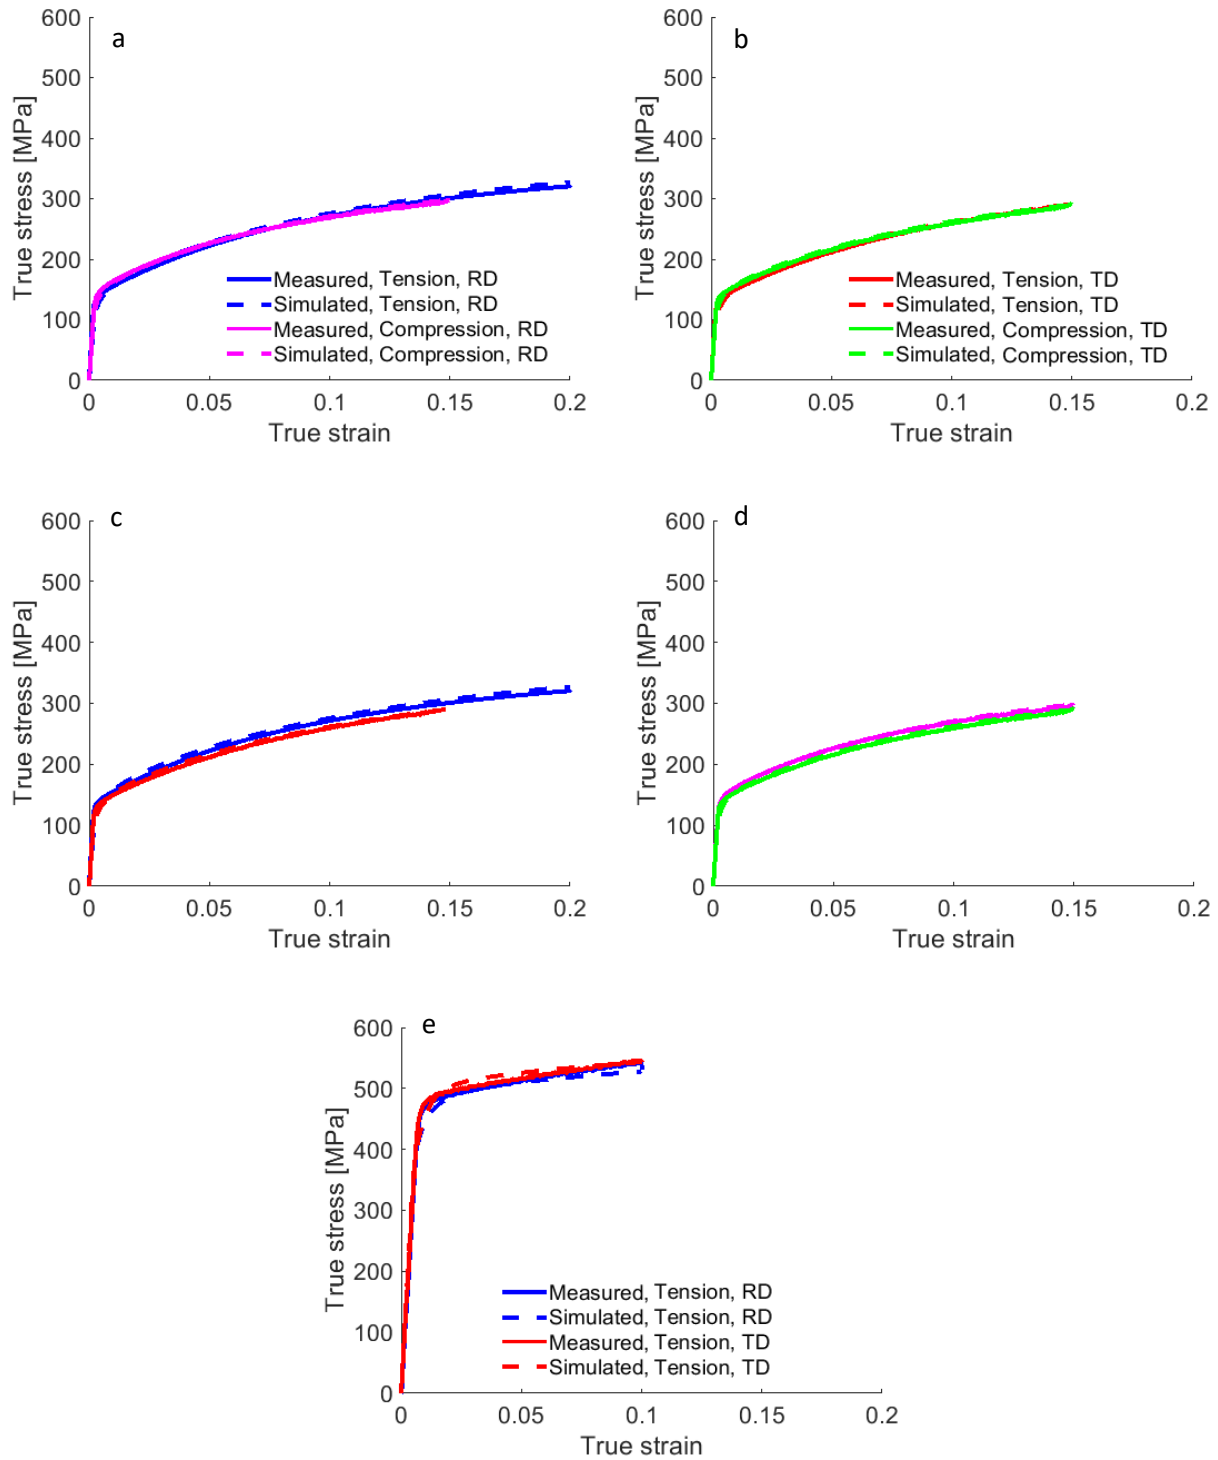 a
600
500
400
300
200
100
0
True stress [MPa]
Measured, Tension, RD
Simulated, Tension, RD
Measured, Compression, RD
Simulated, Compression, RD
0 0.05 0.1 0.15 0.2
True strain
b
600
500
400
300
200
100
0
True stress [MPa]
Measured, Tension, TD
Simulated, Tension, TD
Measured, Compression, TD
Simulated, Compression, TD
0 0.05 0.1 0.15 0.2
True strain
c
600
500
400
300
200
100
0
True stress [MPa]
0 0.05 0.1 0.15 0.2
True strain
d
600
500
400
300
200
100
0
True stress [MPa]
0 0.05 0.1 0.15 0.2
True strain
e
600
500
400
300
200
100
0
True stress [MPa]
Measured, Tension, RD
Simulated, Tension, RD
Measured, Tension, TD
Simulated, Tension, TD
0 0.05 0.1 0.15 0.2
True strain